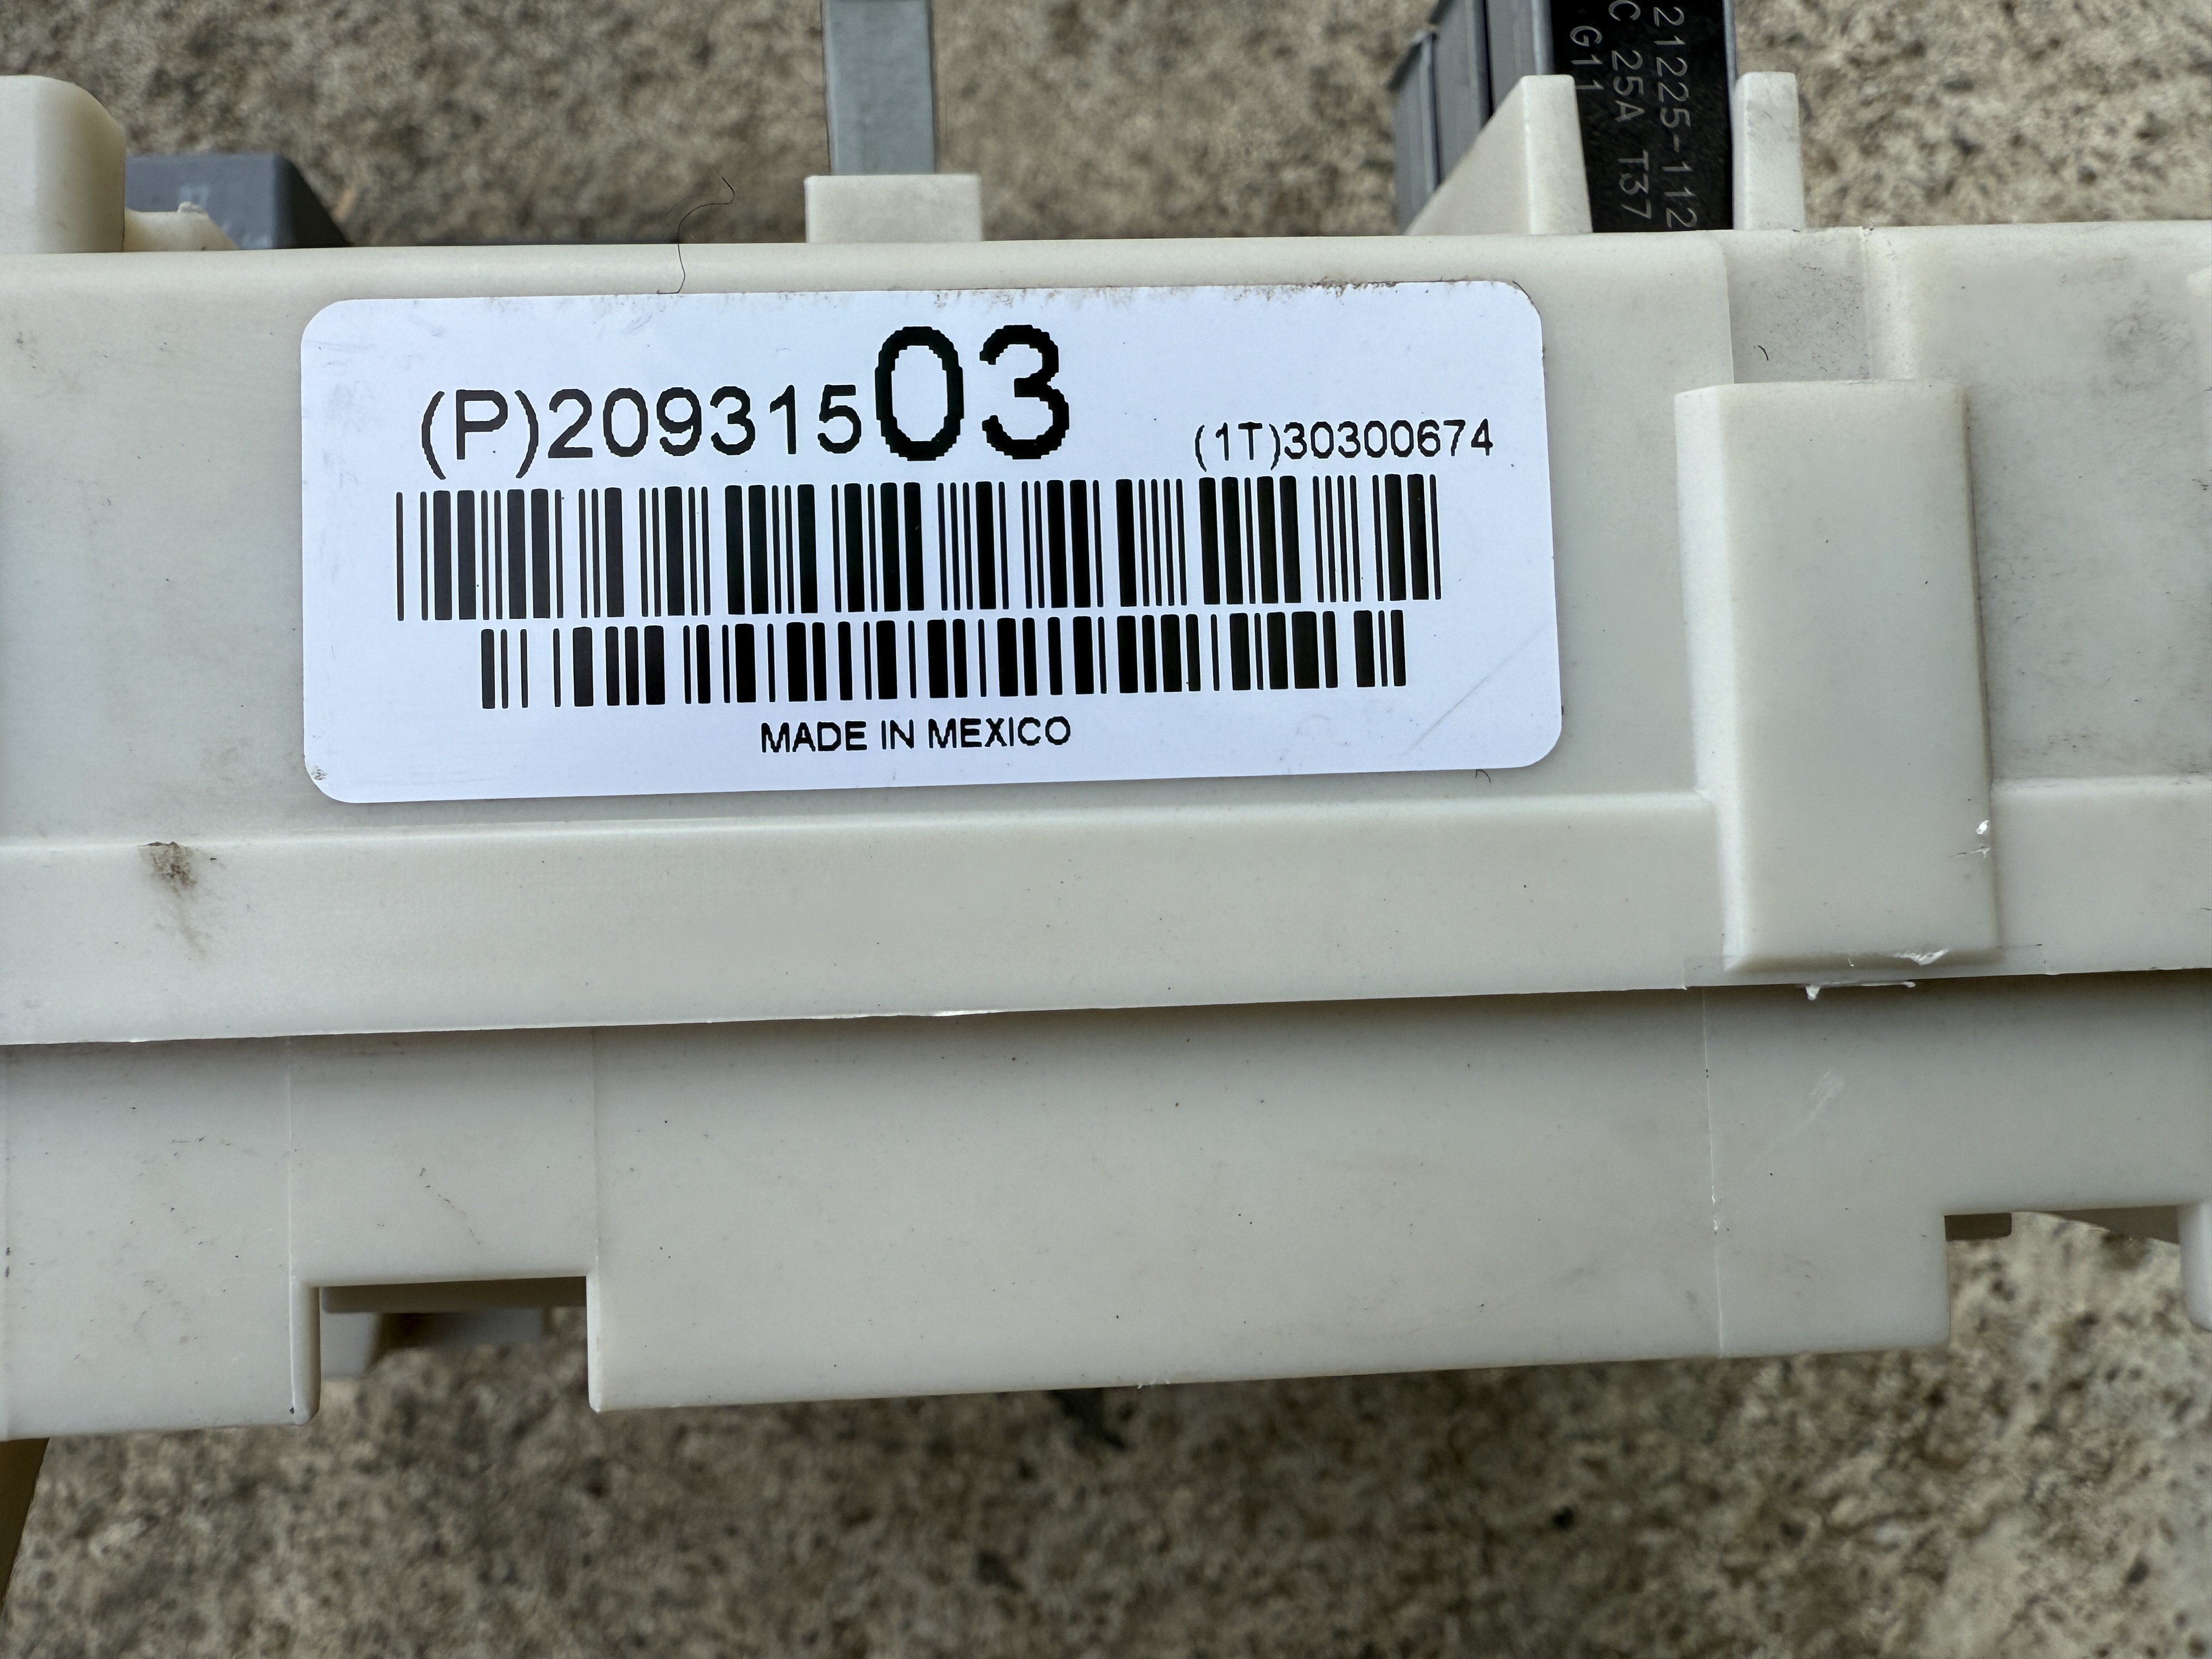 21225-112
C 25A T37
G11
(P)20931503
(1T)30300674
MADE IN MEXICO